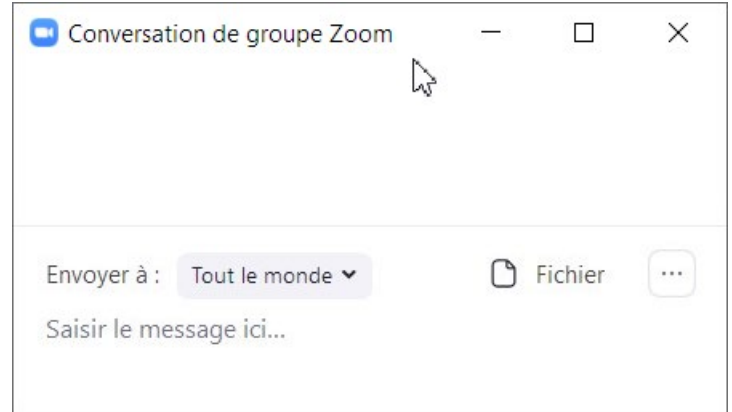 Conversation de groupe Zoom
Envoyer à : Tout le monde Fichier ...
Saisir le message ici...